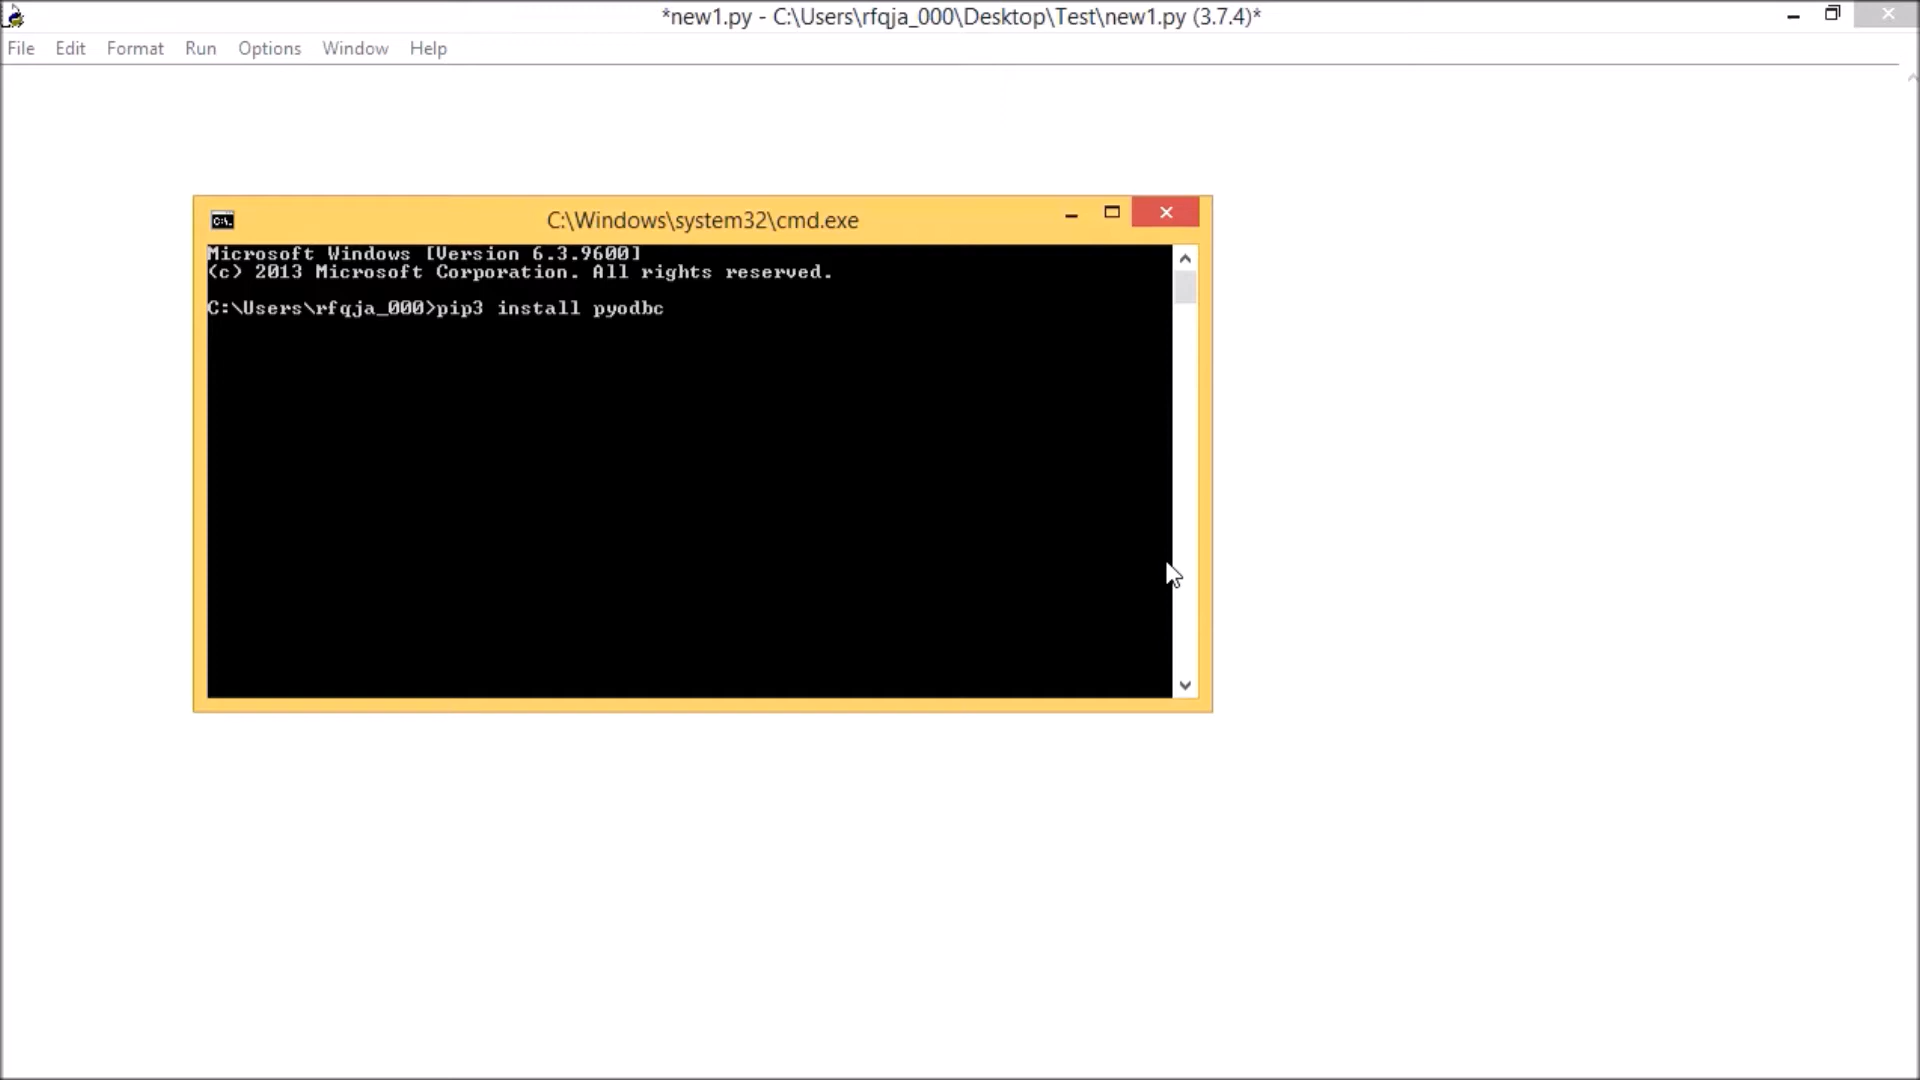 *new1.py - C:\Users\rfqja_000\Desktop\Test\new1.py (3.7.4)*
File Edit Format Run Options Window Help
C:\Windows\system32\cmd.exe
Microsoft Windows [Version 6.3.9600]
(c) 2013 Microsoft Corporation. All rights reserved.
C:\Users\rfqja_000>pip3 install pyodbc